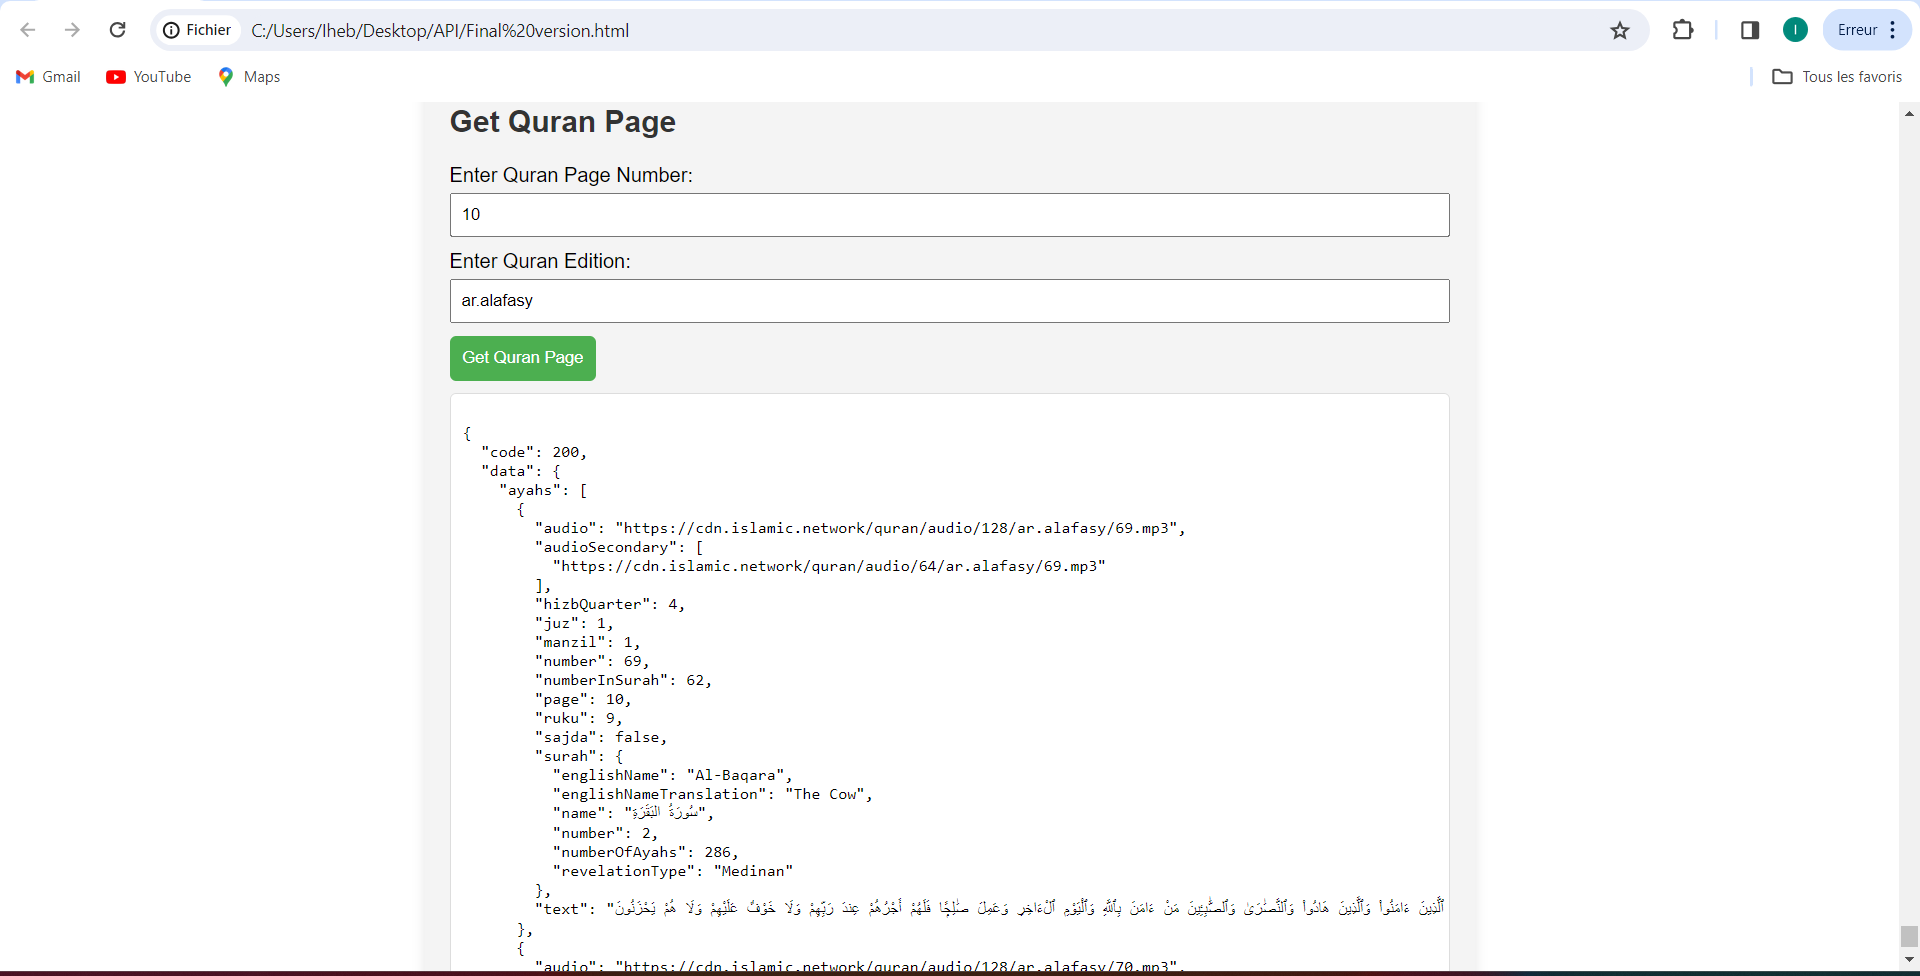 Fichier C:/Users/Iheb/Desktop/API/Final%20version.html Erreur
Gmail YouTube Maps Tous les favoris
Get Quran Page
Enter Quran Page Number:
10
Enter Quran Edition:
ar.alafasy
Get Quran Page
{
"code": 200,
"data": {
"ayahs": [
{
"audio": "https://cdn.islamic.network/quran/audio/128/ar.alafasy/69.mp3",
"audioSecondary": [
"https://cdn.islamic.network/quran/audio/64/ar.alafasy/69.mp3"
],
"hizbQuarter": 4,
"juz": 1,
"manzil": 1,
"number": 69,
"numberInSurah": 62,
"page": 10,
"ruku": 9,
"sajda": false,
"surah": {
"englishName": "Al-Baqara",
"englishNameTranslation": "The Cow",
"name": "سُورَةُ البَقَرَةِ",
"number": 2,
"numberOfAyahs": 286,
"revelationType": "Medinan"
},
"text": "ٱلَّذِينَ ءَامَنُوا۟ وَٱلَّذِينَ هَادُوا۟ وَٱلنَّصَٰرَىٰ وَٱلصَّٰبِـِٔينَ مَنْ ءَامَنَ بِٱللَّهِ وَٱلْيَوْمِ ٱلْءَاخِرِ وَعَمِلَ صَٰلِحًۭا فَلَهُمْ أَجْرُهُمْ عِندَ رَبِّهِمْ وَلَا خَوْفٌ عَلَيْهِمْ وَلَا هُمْ يَحْزَنُونَ
},
{
"audio": "https://cdn.islamic.network/quran/audio/128/ar.alafasy/70.mp3",